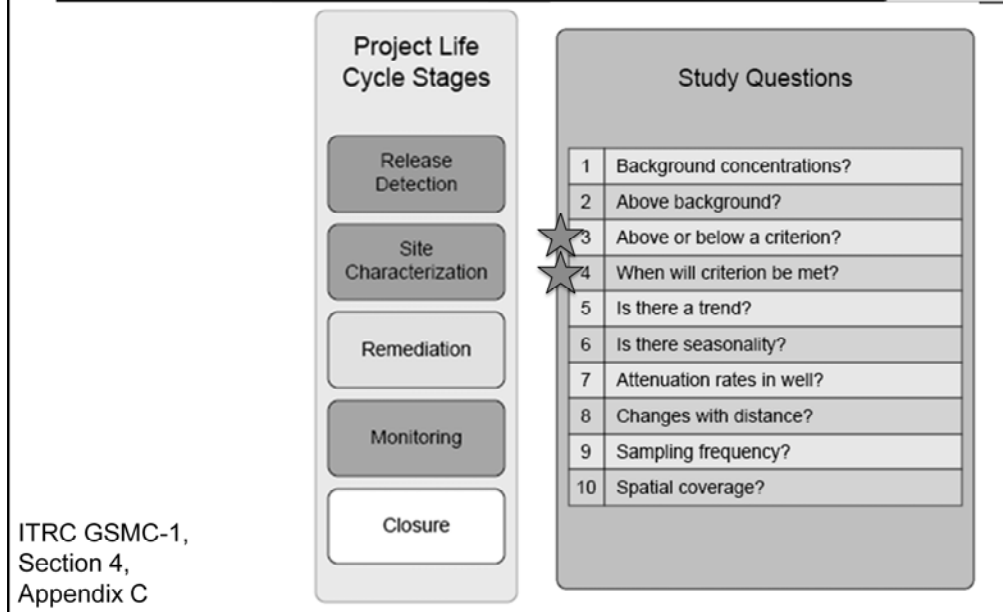 Project Life
Cycle Stages
Release
Detection
Site
Characterization
Remediation
Monitoring
Closure
Study Questions
1 Background concentrations?
2 Above background?
3 Above or below a criterion?
4 When will criterion be met?
5 Is there a trend?
6 Is there seasonality?
7 Attenuation rates in well?
8 Changes with distance?
9 Sampling frequency?
10 Spatial coverage?
ITRC GSMC-1,
Section 4,
Appendix C